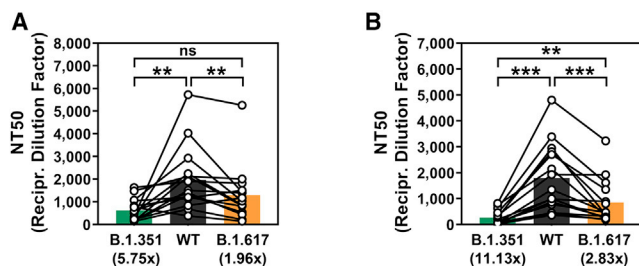 A
NT50
(Recipr. Dilution Factor)
8,000
7,000
6,000
5,000
4,000
3,000
2,000
1,000
0
ns
** **
B.1.351 WT B.1.617
(5.75x) (1.96x)
B
NT50
(Recipr. Dilution Factor)
7,000
6,000
5,000
4,000
3,000
2,000
1,000
0
**
*** ***
B.1.351 WT B.1.617
(11.13x) (2.83x)